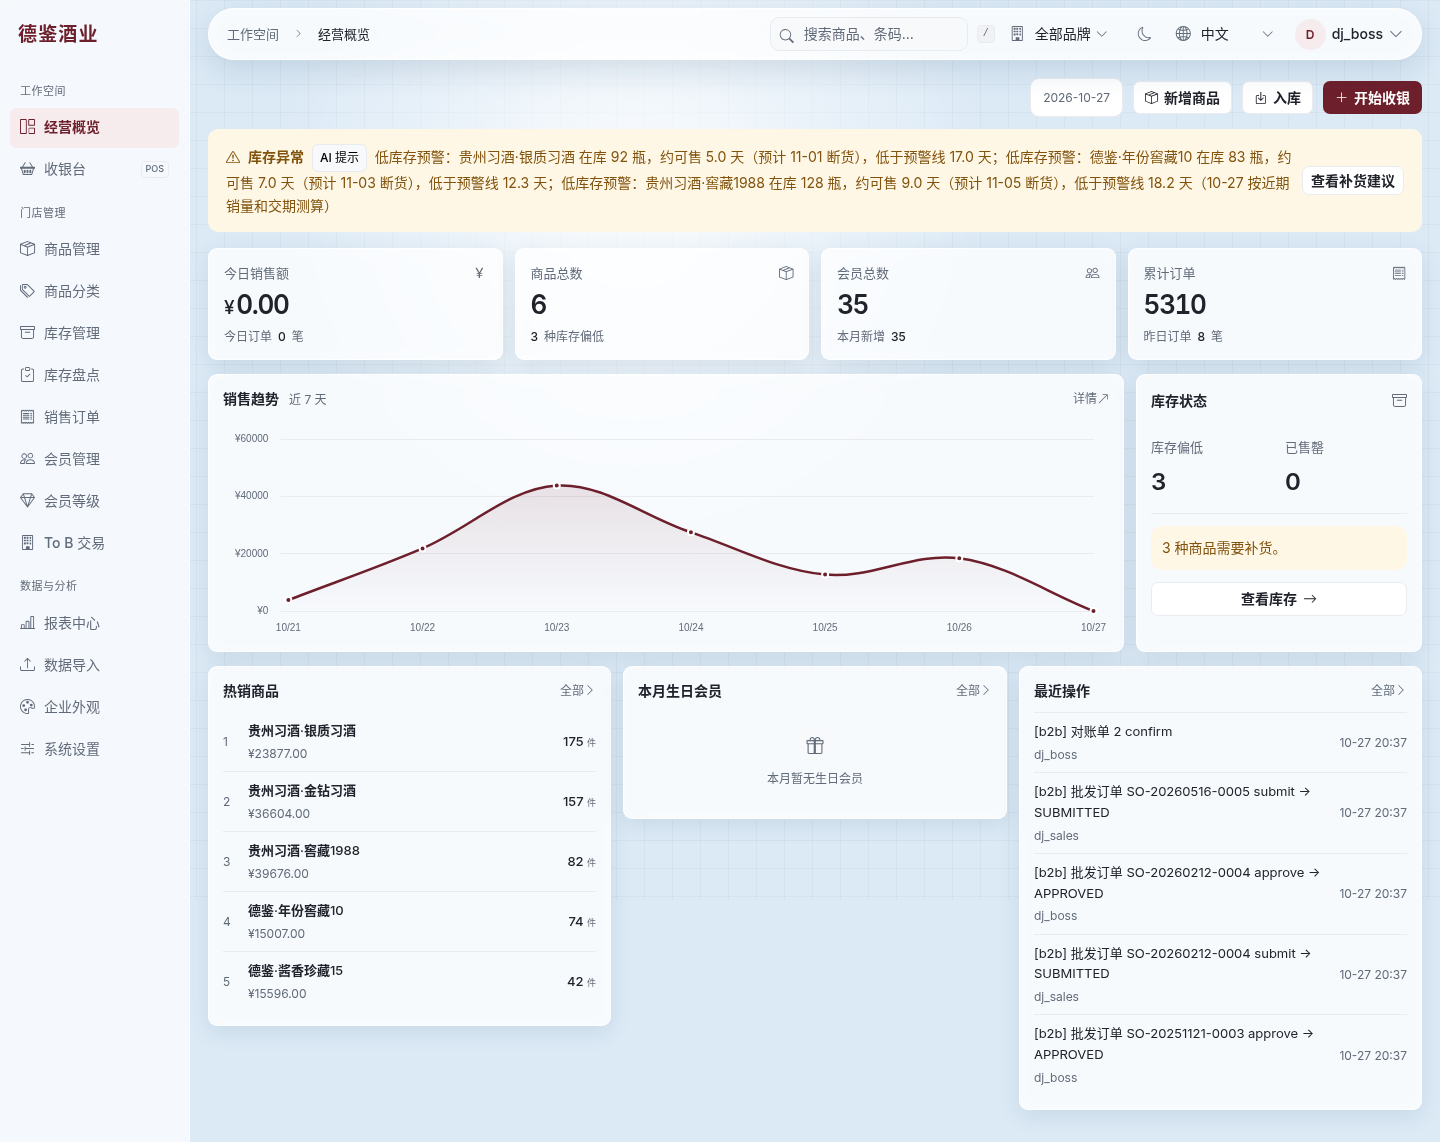 德鉴酒业
工作空间
经营概览
收银台 POS
门店管理
商品管理
商品分类
库存管理
库存盘点
销售订单
会员管理
会员等级
To B 交易
数据与分析
报表中心
数据导入
企业外观
系统设置
工作空间 经营概览 搜索商品、条码... / 全部品牌 中文 D dj_boss
2026-10-27 新增商品 入库 + 开始收银
库存异常 AI 提示 低库存预警：贵州习酒·银质习酒 在库 92 瓶，约可售 5.0 天（预计 11-01 断货），低于预警线 17.0 天；低库存预警：德鉴·年份窖藏10 在库 83 瓶，约
可售 7.0 天（预计 11-03 断货），低于预警线 12.3 天；低库存预警：贵州习酒·窖藏1988 在库 128 瓶，约可售 9.0 天（预计 11-05 断货），低于预警线 18.2 天（10-27 按近期
销量和交期测算）
查看补货建议
今日销售额 ¥
¥0.00
今日订单 0 笔
商品总数
6
3 种库存偏低
会员总数
35
本月新增 35
累计订单
5310
昨日订单 8 笔
销售趋势 近 7 天 详情
¥60000
¥40000
¥20000
¥0
10/21 10/22 10/23 10/24 10/25 10/26 10/27
库存状态
库存偏低 已售罄
3 0
3 种商品需要补货。
查看库存 →
热销商品 全部
1 贵州习酒·银质习酒 175 件
¥23877.00
2 贵州习酒·金钻习酒 157 件
¥36604.00
3 贵州习酒·窖藏1988 82 件
¥39676.00
4 德鉴·年份窖藏10 74 件
¥15007.00
5 德鉴·酱香珍藏15 42 件
¥15596.00
本月生日会员 全部
本月暂无生日会员
最近操作 全部
[b2b] 对账单 2 confirm 10-27 20:37
dj_boss
[b2b] 批发订单 SO-20260516-0005 submit →
SUBMITTED 10-27 20:37
dj_sales
[b2b] 批发订单 SO-20260212-0004 approve →
APPROVED 10-27 20:37
dj_boss
[b2b] 批发订单 SO-20260212-0004 submit →
SUBMITTED 10-27 20:37
dj_sales
[b2b] 批发订单 SO-20251121-0003 approve →
APPROVED 10-27 20:37
dj_boss